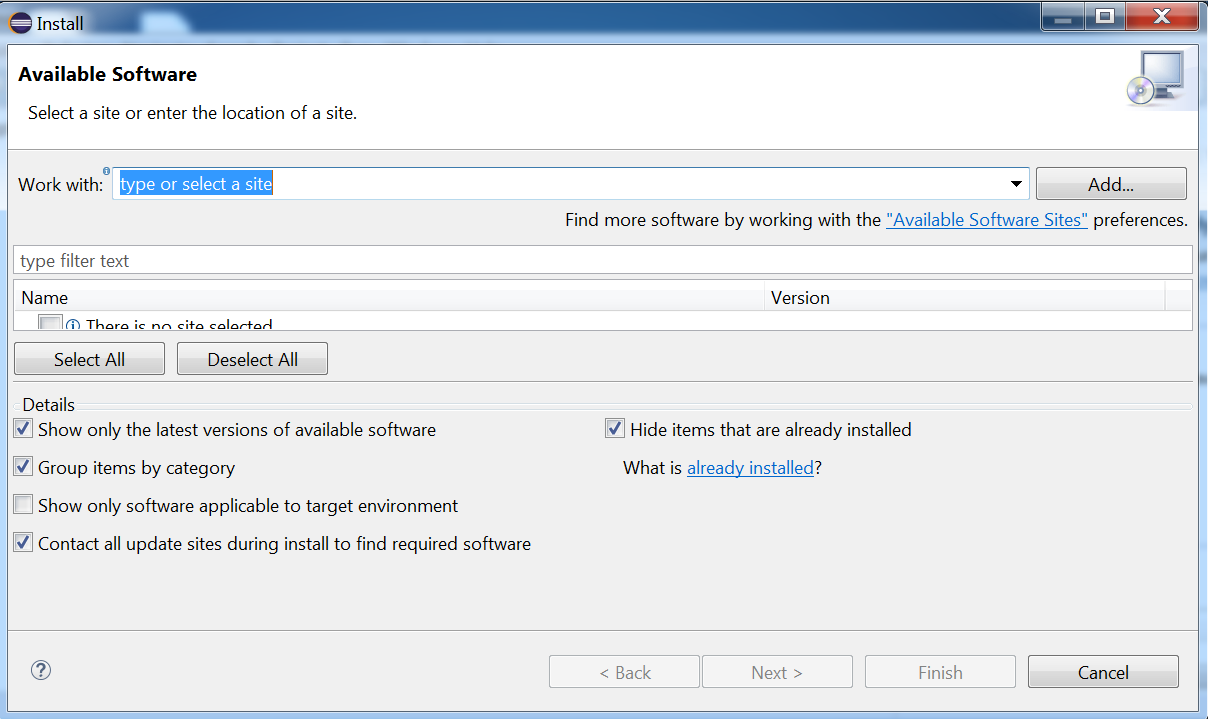 Install
Available Software
Select a site or enter the location of a site.
Work with: type or select a site Add...
Find more software by working with the "Available Software Sites" preferences.
type filter text
Name Version
There is no site selected
Select All Deselect All
Details
Show only the latest versions of available software Hide items that are already installed
Group items by category What is already installed?
Show only software applicable to target environment
Contact all update sites during install to find required software
? < Back Next > Finish Cancel